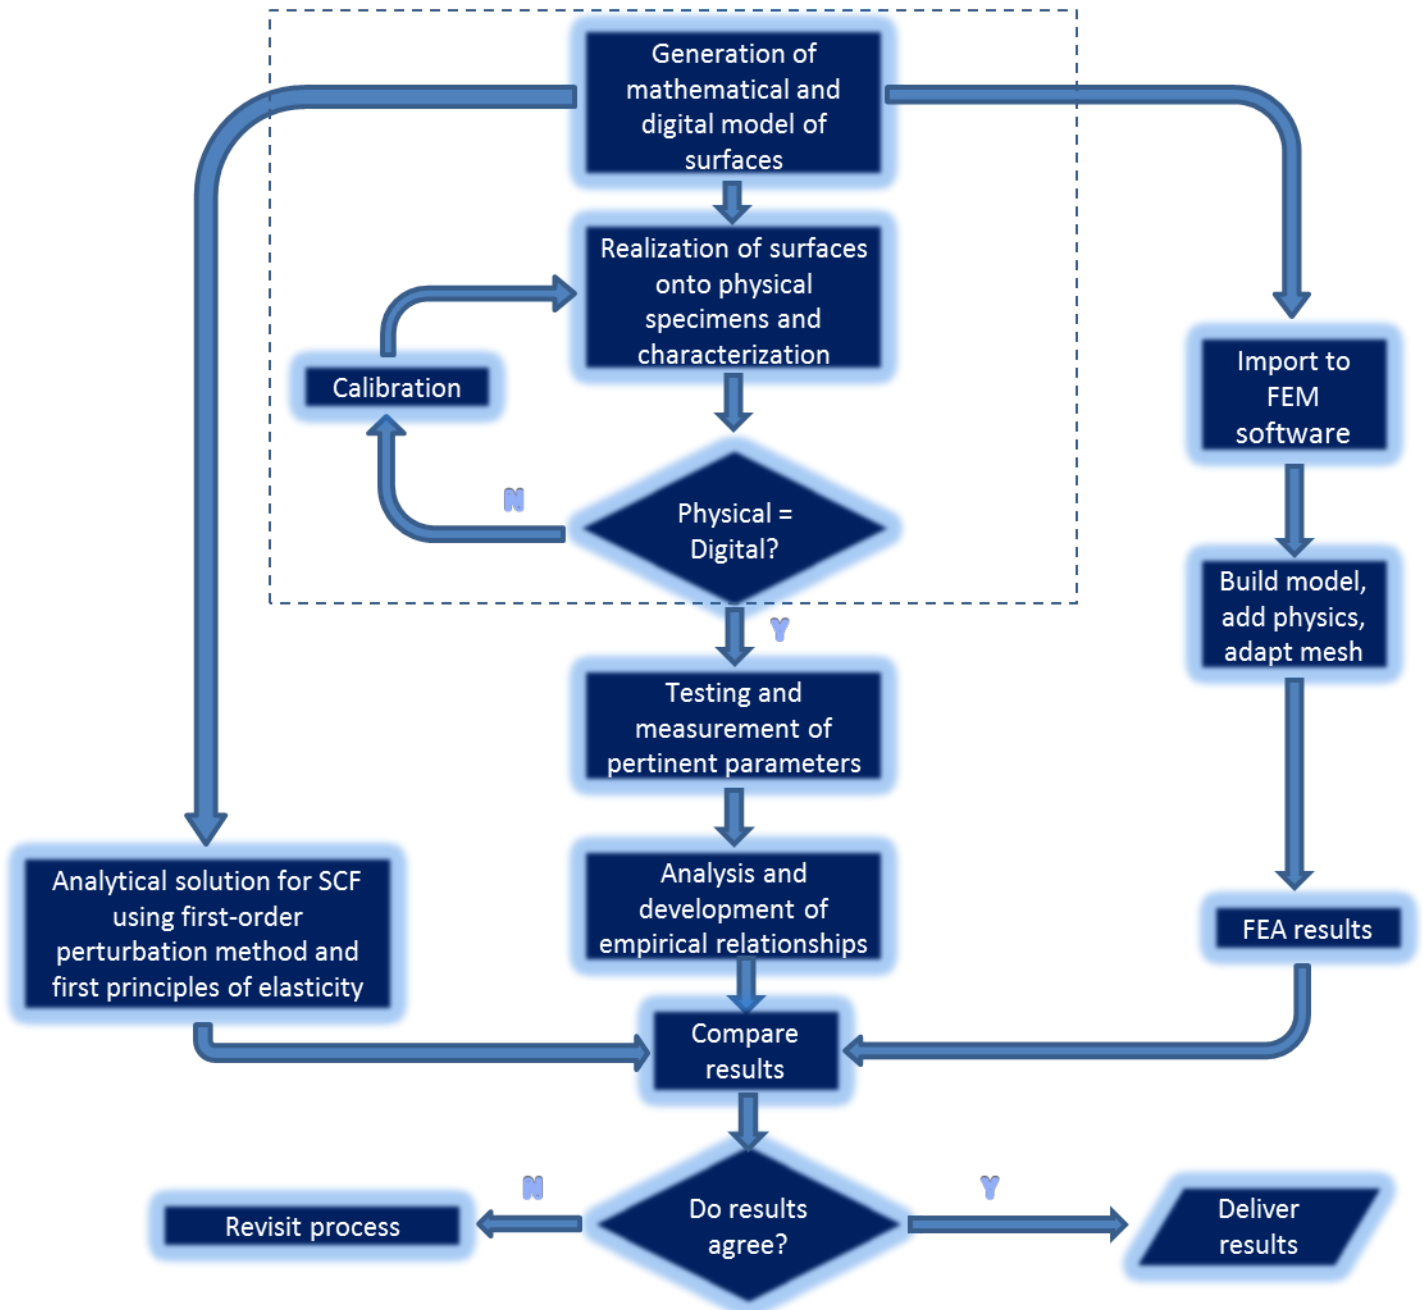 Generation of
mathematical and
digital model of
surfaces
Realization of surfaces
onto physical
specimens and
characterization
Calibration
Import to
FEM
software
N
Physical =
Digital?
Y
Build model,
add physics,
adapt mesh
Testing and
measurement of
pertinent parameters
Analytical solution for SCF
using first-order
perturbation method and
first principles of elasticity
Analysis and
development of
empirical relationships
FEA results
Compare
results
N
Do results
agree?
Y
Revisit process
Deliver
results